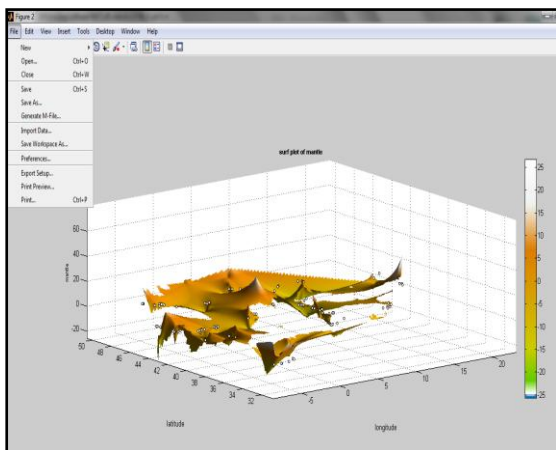 Figure 2
File Edit View Insert Tools Desktop Window Help
New
Open... Ctrl+O
Close Ctrl+W
Save Ctrl+S
Save As...
Generate M-File...
Import Data...
Save Workspace As...
Preferences...
Export Setup...
Print Preview...
Print... Ctrl+P
surf plot of mantle
60
40
20
0
-20
mantle
50 48 46 44 42 40 38 36 34 32
latitude
-5 0 5 10 15 20
longitude
25
20
15
10
5
0
-5
-10
-15
-20
-25